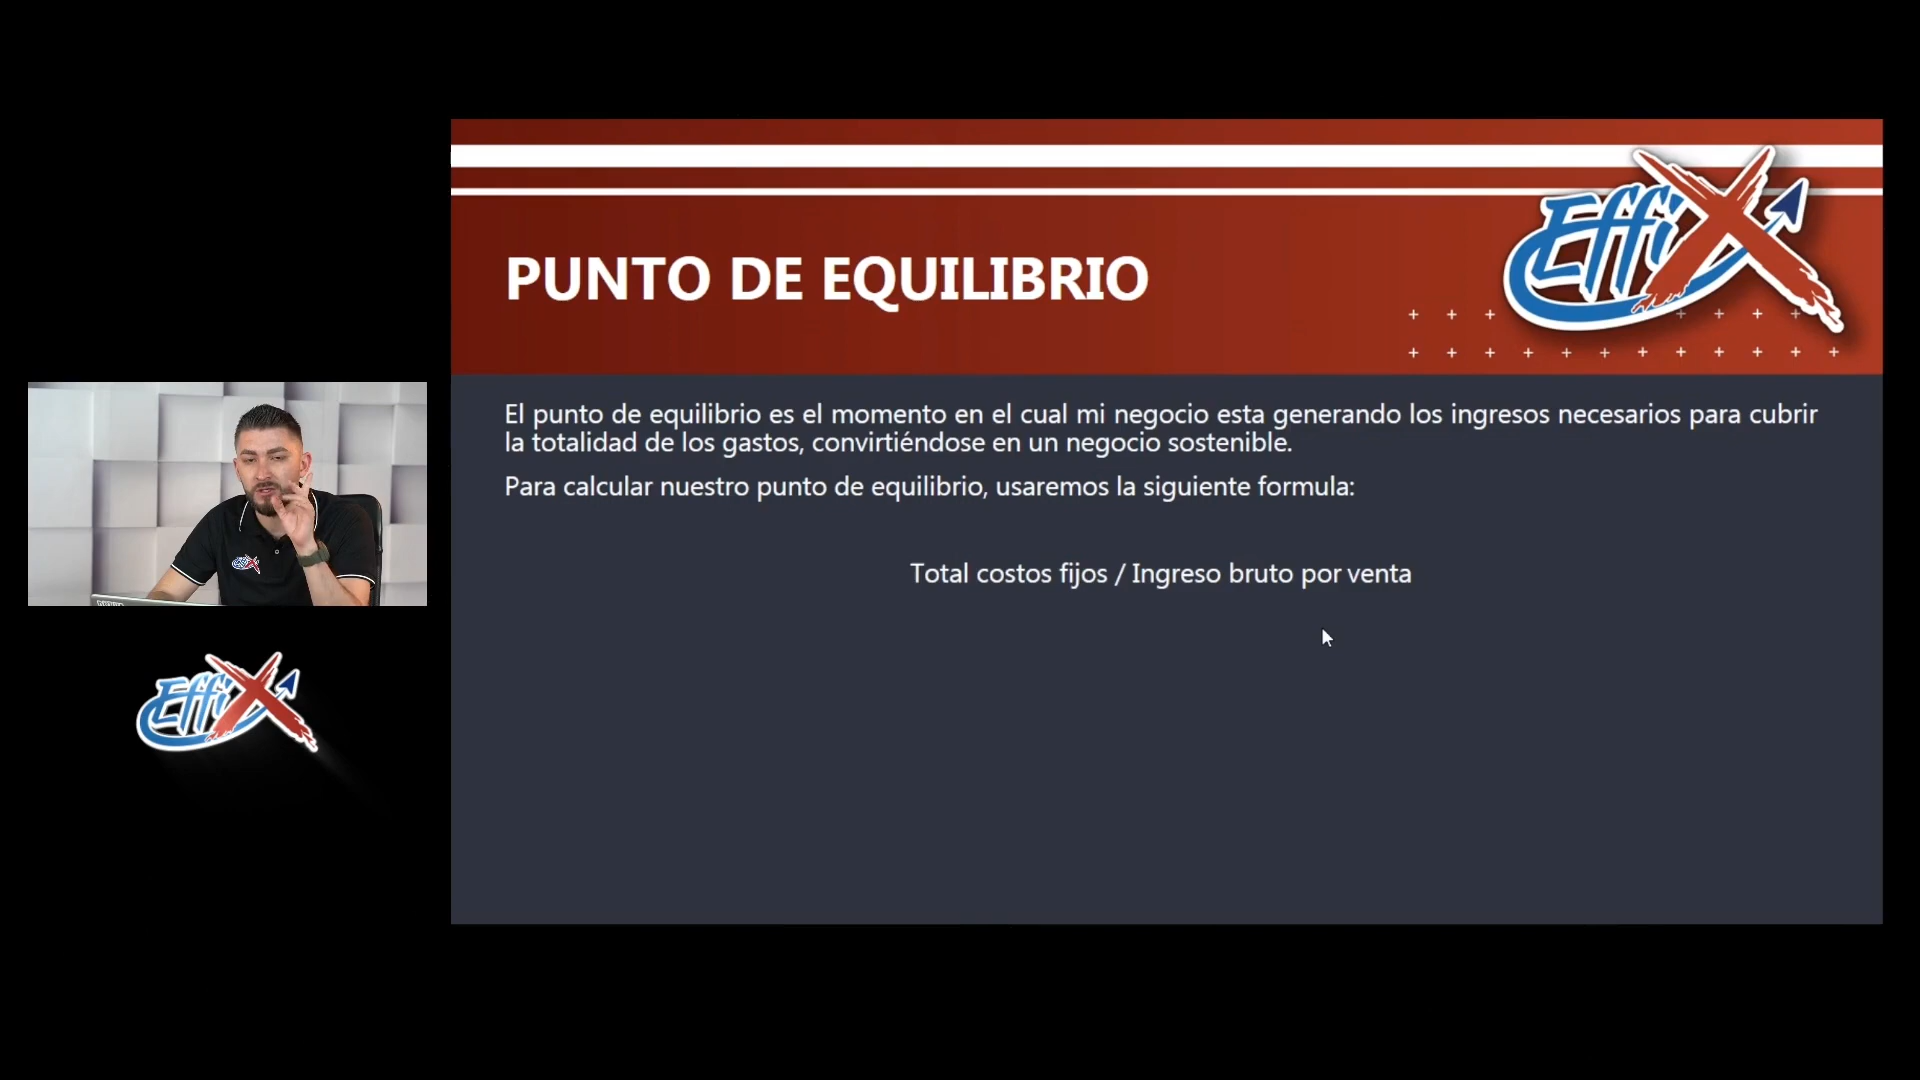 EffiX
PUNTO DE EQUILIBRIO
El punto de equilibrio es el momento en el cual mi negocio esta generando los ingresos necesarios para cubrir
la totalidad de los gastos, convirtiéndose en un negocio sostenible.
Para calcular nuestro punto de equilibrio, usaremos la siguiente formula:
Total costos fijos / Ingreso bruto por venta
EffiX
EffiX